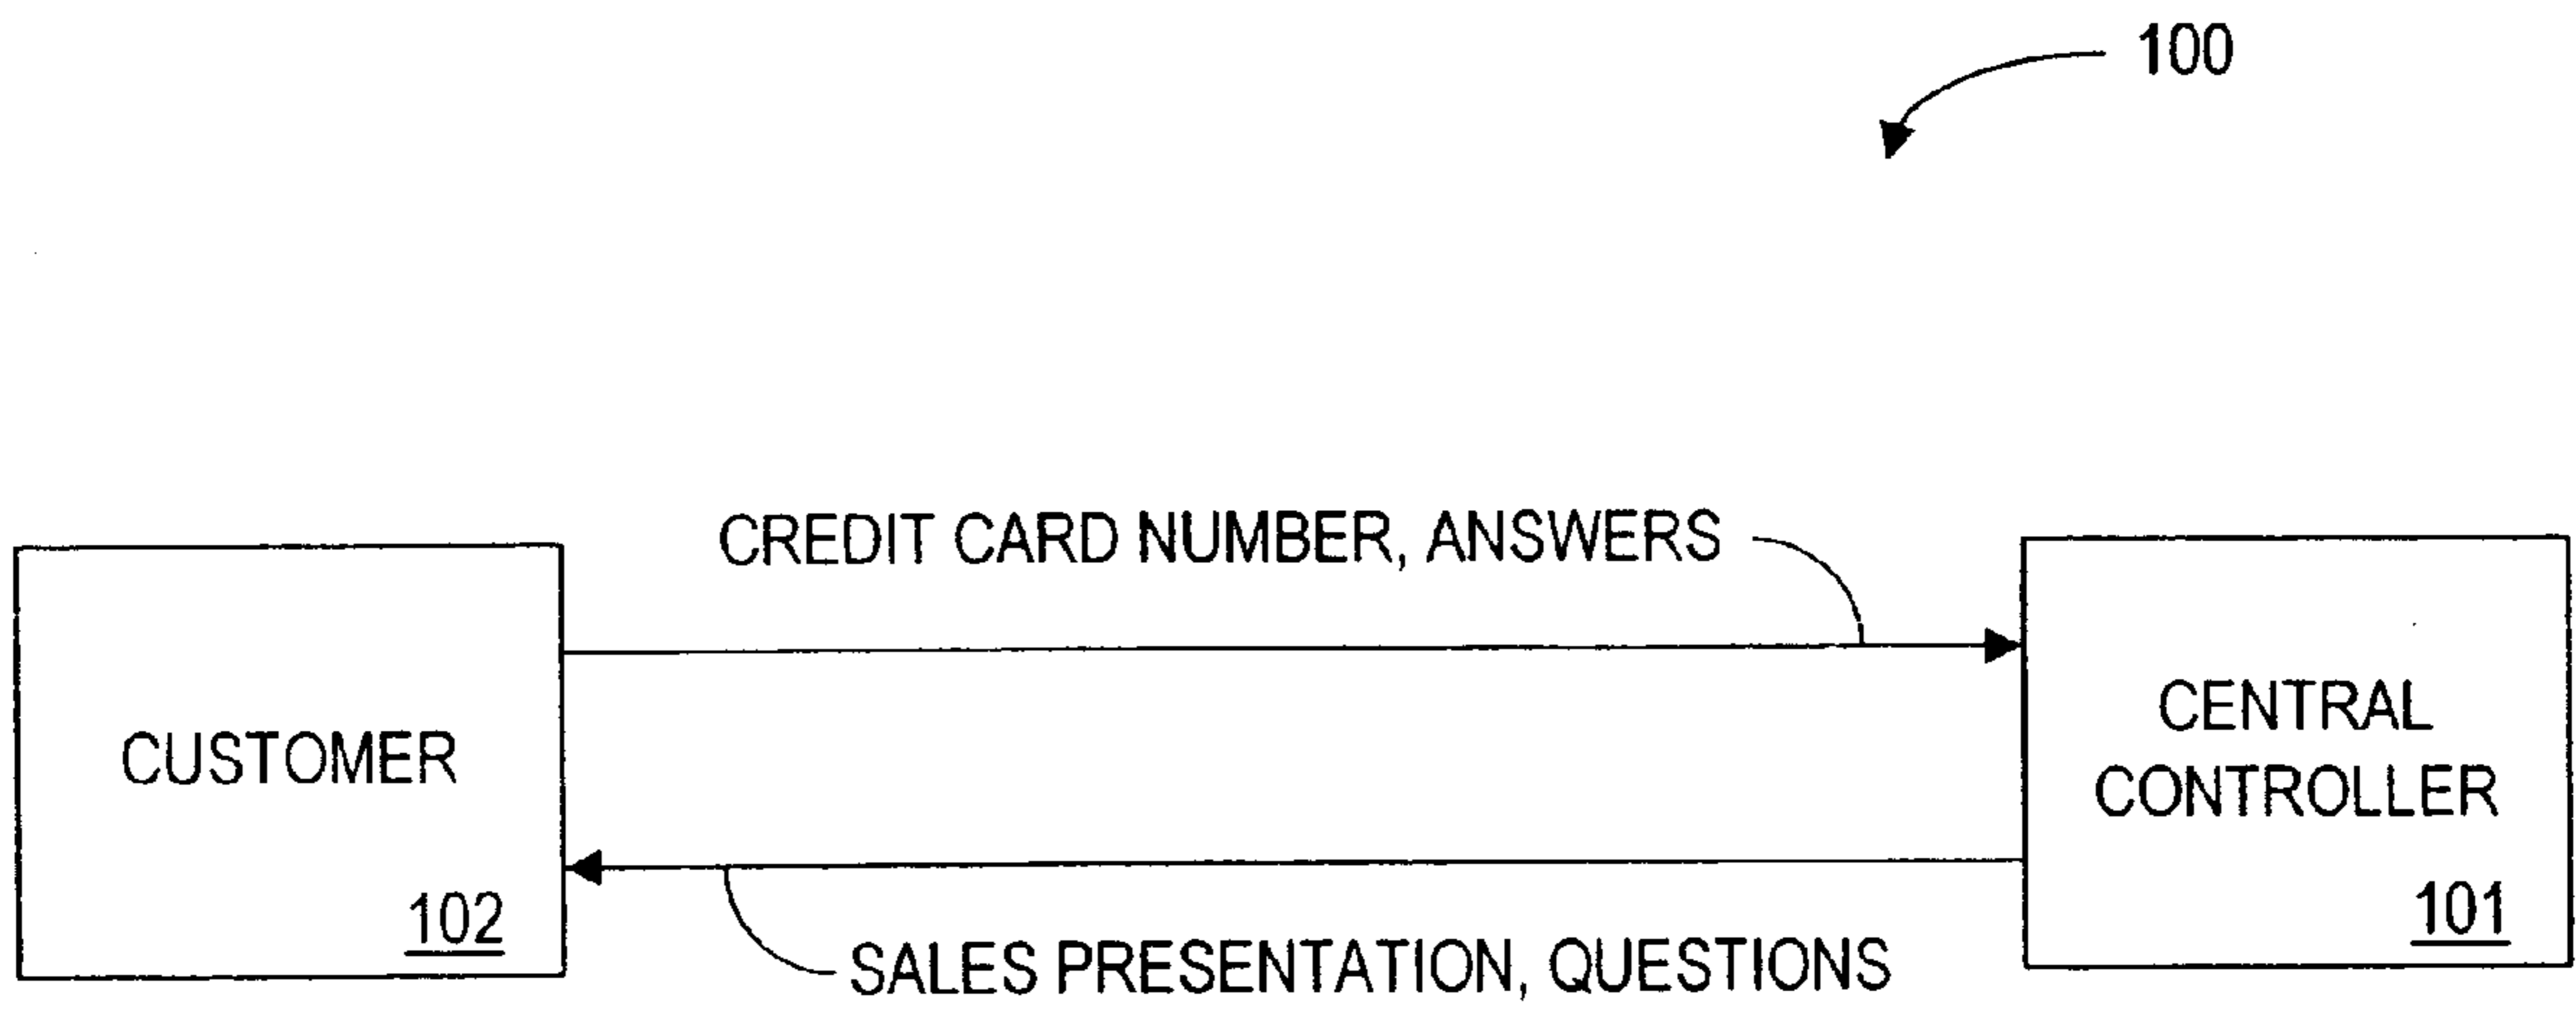 100
CREDIT CARD NUMBER, ANSWERS
CUSTOMER
102
CENTRAL
CONTROLLER
101
SALES PRESENTATION, QUESTIONS